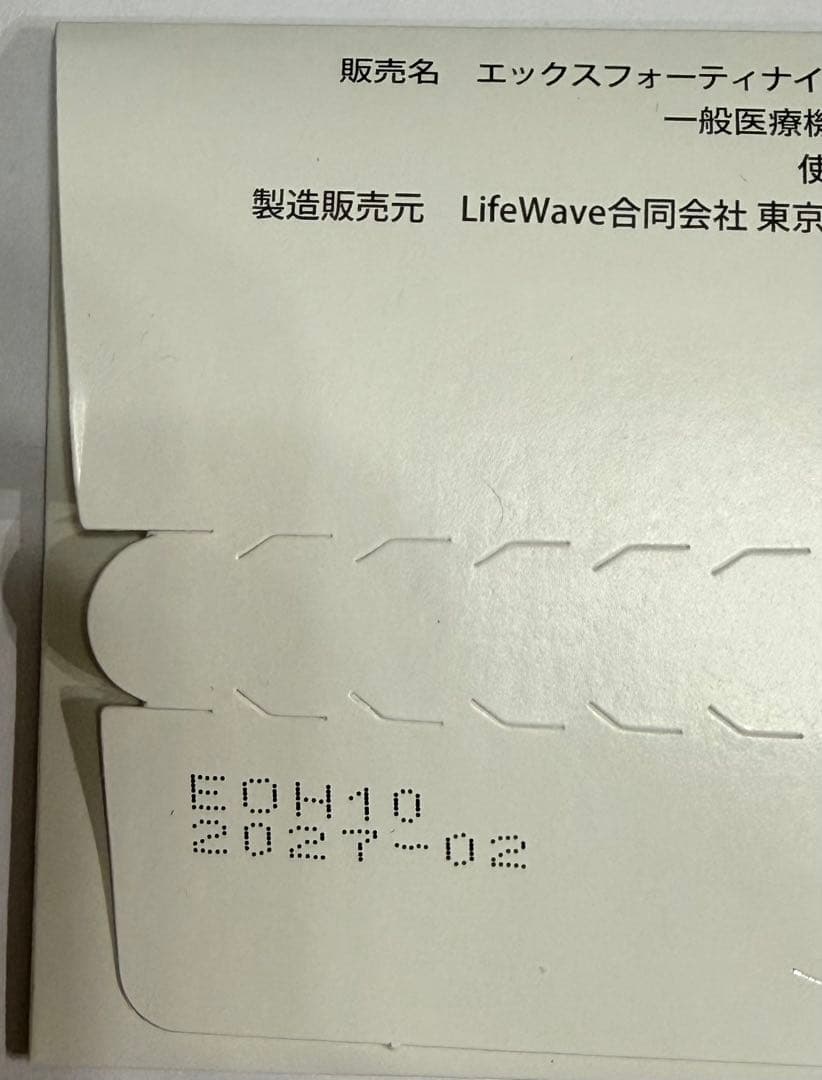 販売名 エックスフォーティナイ
一般医療機
使
製造販売元 LifeWave合同会社 東京
EOW10
2027-02